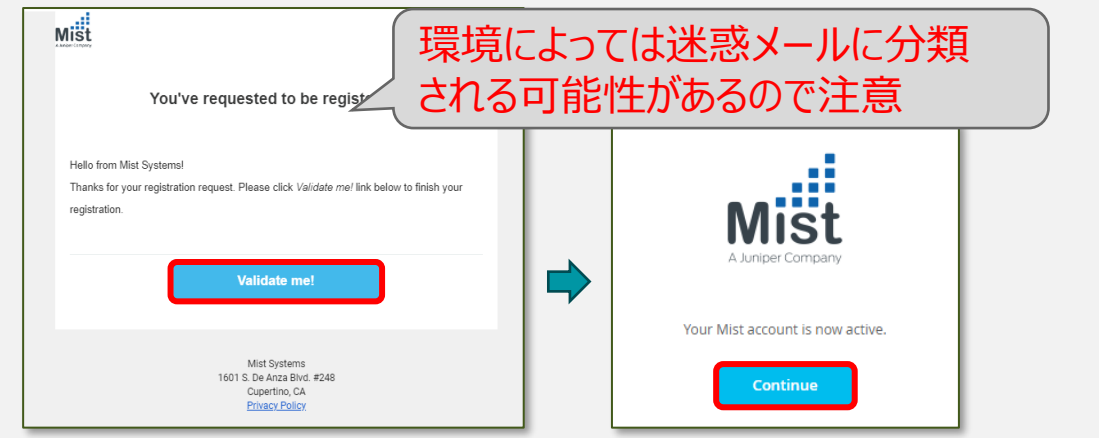 Mist
A Juniper Company
環境によっては迷惑メールに分類
される可能性があるので注意
You've requested to be regist
Hello from Mist Systems!
Thanks for your registration request. Please click Validate me! link below to finish your
registration.
Validate me!
Mist Systems
1601 S. De Anza Blvd. #248
Cupertino, CA
Privacy Policy
Mist
A Juniper Company
Your Mist account is now active.
Continue